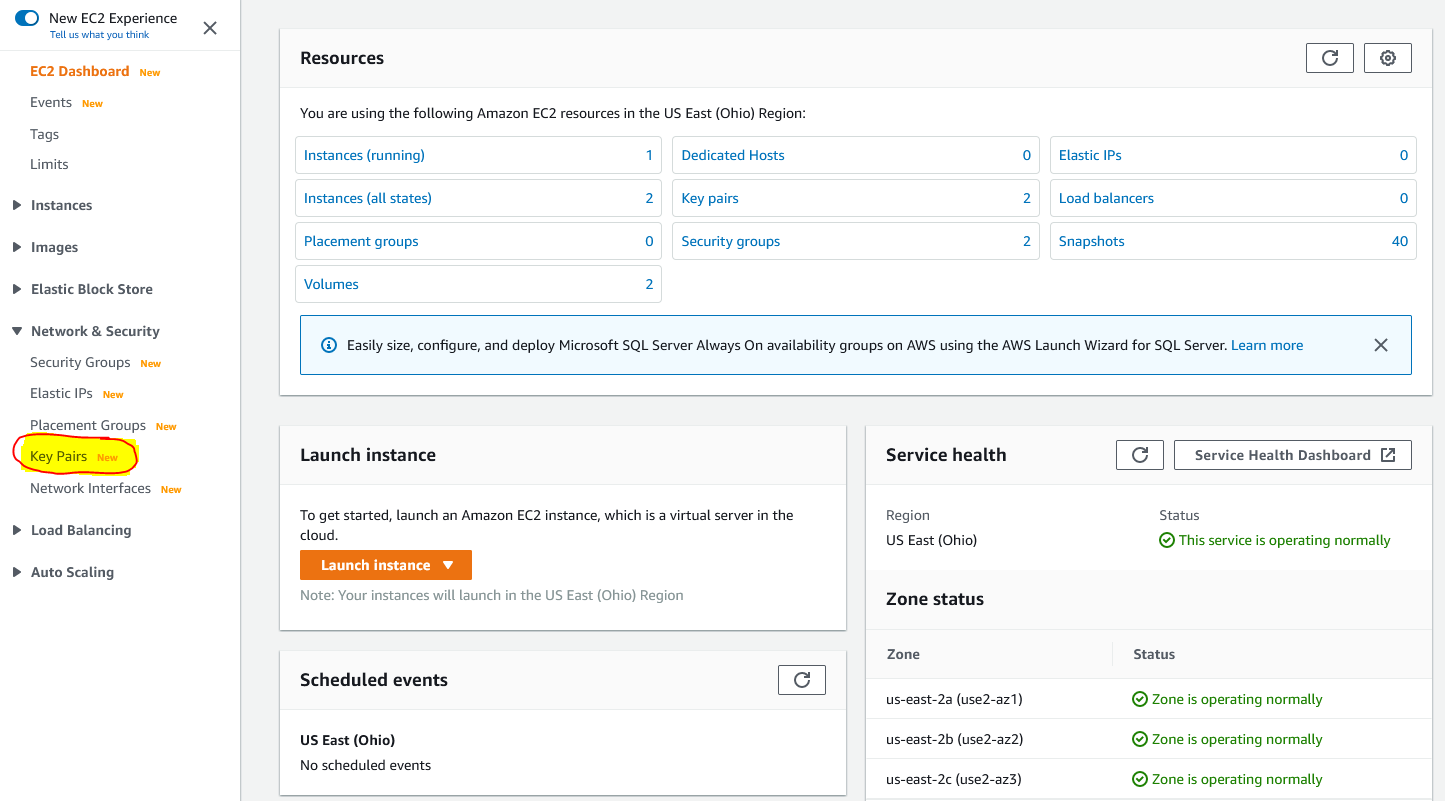 New EC2 Experience
Tell us what you think
EC2 Dashboard New
Events New
Tags
Limits
Instances
Images
Elastic Block Store
Network & Security
Security Groups New
Elastic IPs New
Placement Groups New
Key Pairs New
Network Interfaces New
Load Balancing
Auto Scaling
Resources
You are using the following Amazon EC2 resources in the US East (Ohio) Region:
Instances (running) 1
Dedicated Hosts 0
Elastic IPs 0
Instances (all states) 2
Key pairs 2
Load balancers 0
Placement groups 0
Security groups 2
Snapshots 40
Volumes 2
Easily size, configure, and deploy Microsoft SQL Server Always On availability groups on AWS using the AWS Launch Wizard for SQL Server. Learn more
Launch instance
To get started, launch an Amazon EC2 instance, which is a virtual server in the
cloud.
Launch instance
Note: Your instances will launch in the US East (Ohio) Region
Scheduled events
US East (Ohio)
No scheduled events
Service health
Service Health Dashboard
Region Status
US East (Ohio) This service is operating normally
Zone status
Zone Status
us-east-2a (use2-az1) Zone is operating normally
us-east-2b (use2-az2) Zone is operating normally
us-east-2c (use2-az3) Zone is operating normally